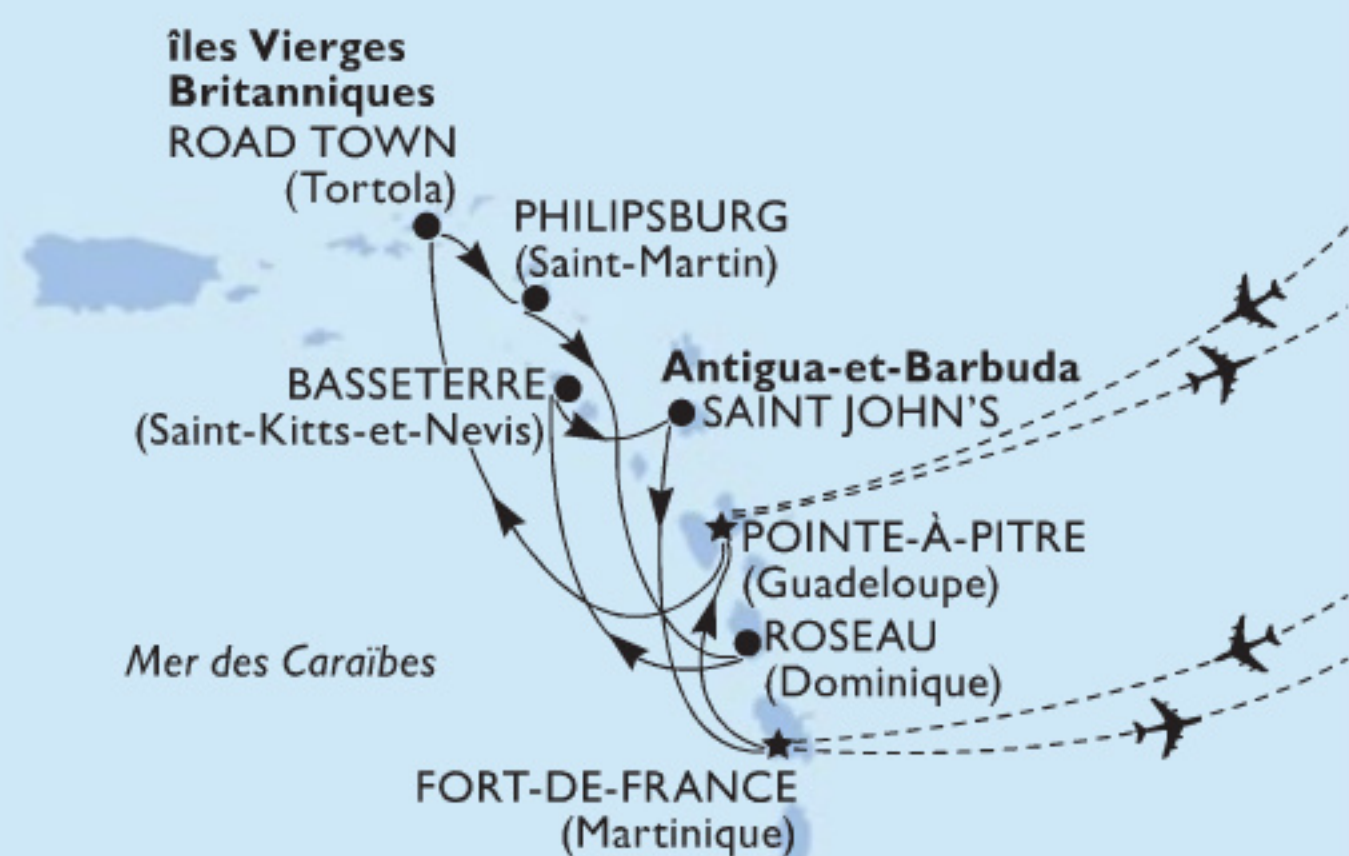 îles Vierges
Britanniques
ROAD TOWN
(Tortola)
PHILIPSBURG
(Saint-Martin)
Antigua-et-Barbuda
BASSETERRE
SAINT JOHN'S
(Saint-Kitts-et-Nevis)
POINTE-À-PITRE
(Guadeloupe)
ROSEAU
Mer des Caraïbes
(Dominique)
FORT-DE-FRANCE
(Martinique)